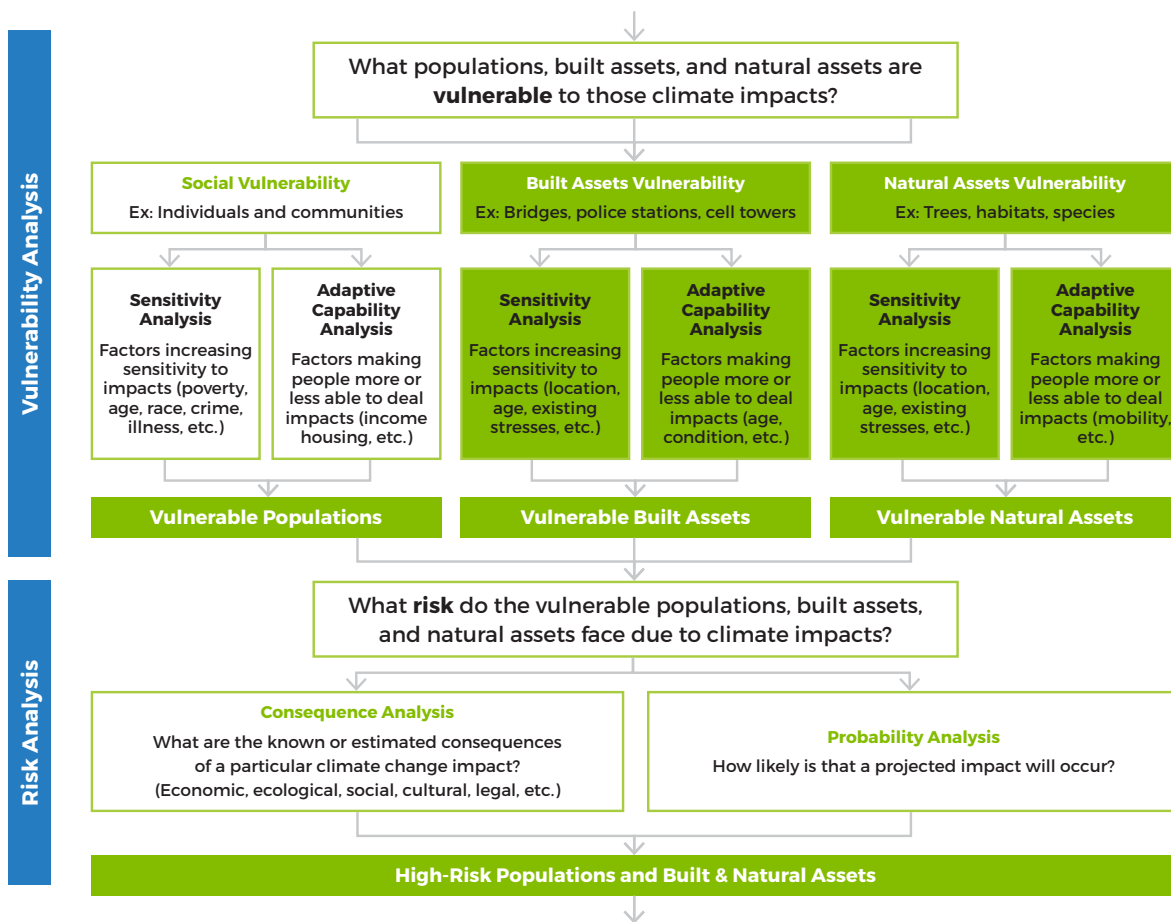 Vulnerability Analysis
What populations, built assets, and natural assets are
vulnerable to those climate impacts?
Social Vulnerability
Ex: Individuals and communities
Built Assets Vulnerability
Ex: Bridges, police stations, cell towers
Natural Assets Vulnerability
Ex: Trees, habitats, species
Sensitivity
Analysis
Factors increasing
sensitivity to
impacts (poverty,
age, race, crime,
illness, etc.)
Adaptive
Capability
Analysis
Factors making
people more or
less able to deal
impacts (income
housing, etc.)
Sensitivity
Analysis
Factors increasing
sensitivity to
impacts (location,
age, existing
stresses, etc.)
Adaptive
Capability
Analysis
Factors making
people more or
less able to deal
impacts (age,
condition, etc.)
Sensitivity
Analysis
Factors increasing
sensitivity to
impacts (location,
age, existing
stresses, etc.)
Adaptive
Capability
Analysis
Factors making
people more or
less able to deal
impacts (mobility,
etc.)
Vulnerable Populations
Vulnerable Built Assets
Vulnerable Natural Assets
Risk Analysis
What risk do the vulnerable populations, built assets,
and natural assets face due to climate impacts?
Consequence Analysis
What are the known or estimated consequences
of a particular climate change impact?
(Economic, ecological, social, cultural, legal, etc.)
Probability Analysis
How likely is that a projected impact will occur?
High-Risk Populations and Built & Natural Assets